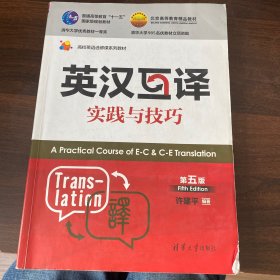 普通高等教育“十一五”
国家级规划教材
北京高等教育精品教材
清华大学优秀教材一等奖
清华大学985名优教材立项资助
高校英语选修课系列教材
英汉互译
实践与技巧
A Practical Course of E-C & C-E Translation
第五版
Fifth Edition
Trans-
lation
譯
许建平 编著
清华大学出版社